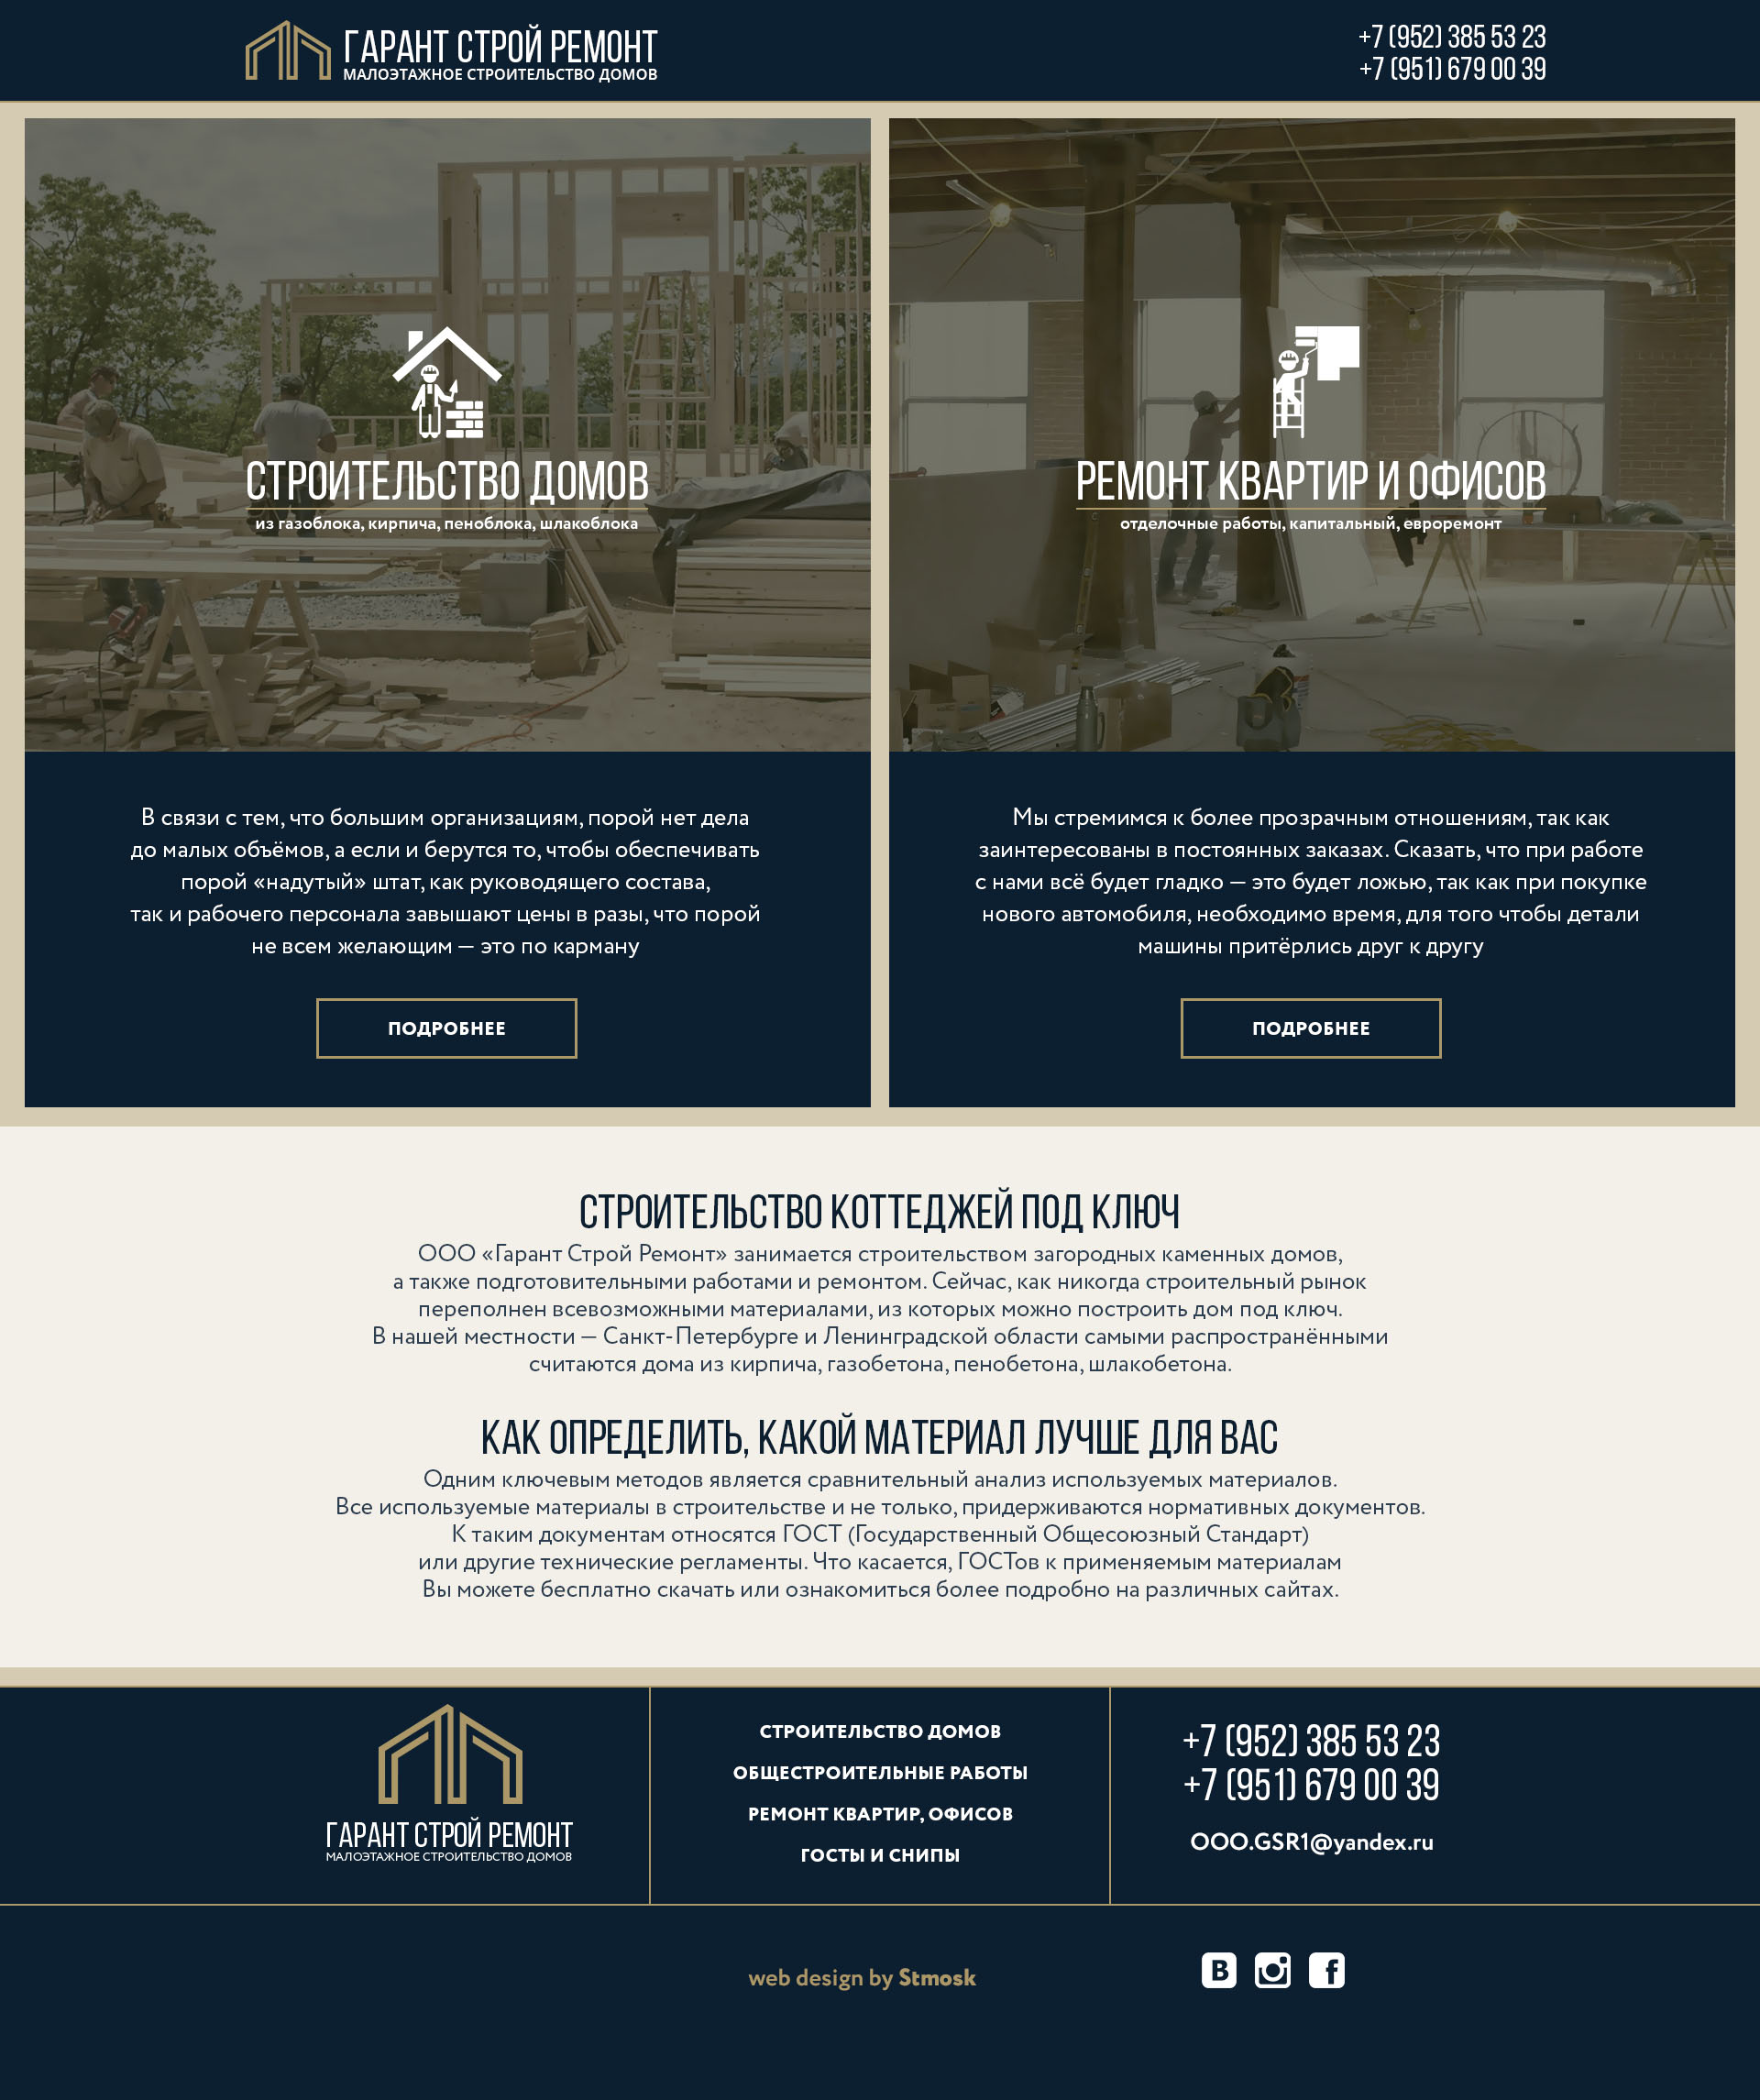 ГАРАНТ СТРОЙ РЕМОНТ
МАЛОЭТАЖНОЕ СТРОИТЕЛЬСТВО ДОМОВ
+7 (952) 385 53 23
+7 (951) 679 00 39
СТРОИТЕЛЬСТВО ДОМОВ
из газоблока, кирпича, пеноблока, шлакоблока
РЕМОНТ КВАРТИР И ОФИСОВ
отделочные работы, капитальный, евроремонт
В связи с тем, что большим организациям, порой нет дела
до малых объёмов, а если и берутся то, чтобы обеспечивать
порой «надутый» штат, как руководящего состава,
так и рабочего персонала завышают цены в разы, что порой
не всем желающим — это по карману
ПОДРОБНЕЕ
Мы стремимся к более прозрачным отношениям, так как
заинтересованы в постоянных заказах. Сказать, что при работе
с нами всё будет гладко — это будет ложью, так как при покупке
нового автомобиля, необходимо время, для того чтобы детали
машины притёрлись друг к другу
ПОДРОБНЕЕ
СТРОИТЕЛЬСТВО КОТТЕДЖЕЙ ПОД КЛЮЧ
ООО «Гарант Строй Ремонт» занимается строительством загородных каменных домов,
а также подготовительными работами и ремонтом. Сейчас, как никогда строительный рынок
переполнен всевозможными материалами, из которых можно построить дом под ключ.
В нашей местности — Санкт-Петербурге и Ленинградской области самыми распространёнными
считаются дома из кирпича, газобетона, пенобетона, шлакобетона.
КАК ОПРЕДЕЛИТЬ, КАКОЙ МАТЕРИАЛ ЛУЧШЕ ДЛЯ ВАС
Одним ключевым методов является сравнительный анализ используемых материалов.
Все используемые материалы в строительстве и не только, придерживаются нормативных документов.
К таким документам относятся ГОСТ (Государственный Общесоюзный Стандарт)
или другие технические регламенты. Что касается, ГОСТов к применяемым материалам
Вы можете бесплатно скачать или ознакомиться более подробно на различных сайтах.
ГАРАНТ СТРОЙ РЕМОНТ
МАЛОЭТАЖНОЕ СТРОИТЕЛЬСТВО ДОМОВ
СТРОИТЕЛЬСТВО ДОМОВ
ОБЩЕСТРОИТЕЛЬНЫЕ РАБОТЫ
РЕМОНТ КВАРТИР, ОФИСОВ
ГОСТЫ И СНИПЫ
+7 (952) 385 53 23
+7 (951) 679 00 39
OOO.GSR1@yandex.ru
web design by Stmosk